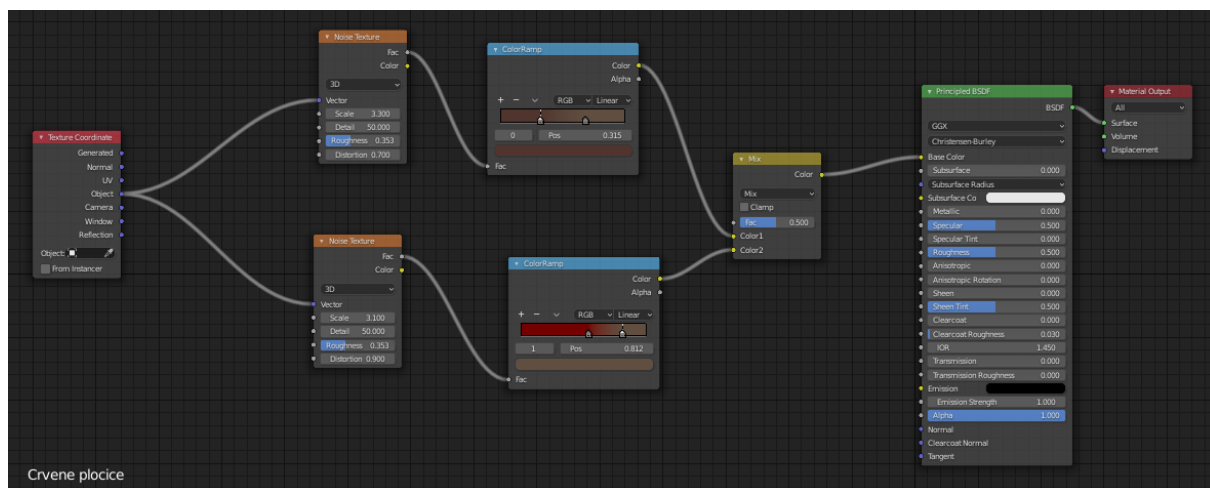 Texture Coordinate
Generated
Normal
UV
Object
Camera
Window
Reflection
Object:
From Instancer
Noise Texture
Fac
Color
3D
Vector
Scale 3.300
Detail 50.000
Roughness 0.353
Distortion 0.700
ColorRamp
Color
Alpha
+ − RGB Linear
0 Pos 0.315
Fac
Noise Texture
Fac
Color
3D
Vector
Scale 3.100
Detail 50.000
Roughness 0.353
Distortion 0.900
ColorRamp
Color
Alpha
+ − RGB Linear
1 Pos 0.812
Fac
Mix
Color
Mix
Clamp
Fac 0.500
Color1
Color2
Principled BSDF
BSDF
GGX
Christensen-Burley
Base Color
Subsurface 0.000
Subsurface Radius
Subsurface Co
Metallic 0.000
Specular 0.500
Specular Tint 0.000
Roughness 0.500
Anisotropic 0.000
Anisotropic Rotation 0.000
Sheen 0.000
Sheen Tint 0.500
Clearcoat 0.000
Clearcoat Roughness 0.030
IOR 1.450
Transmission 0.000
Transmission Roughness 0.000
Emission
Emission Strength 1.000
Alpha 1.000
Normal
Clearcoat Normal
Tangent
Material Output
All
Surface
Volume
Displacement
Crvene plocice